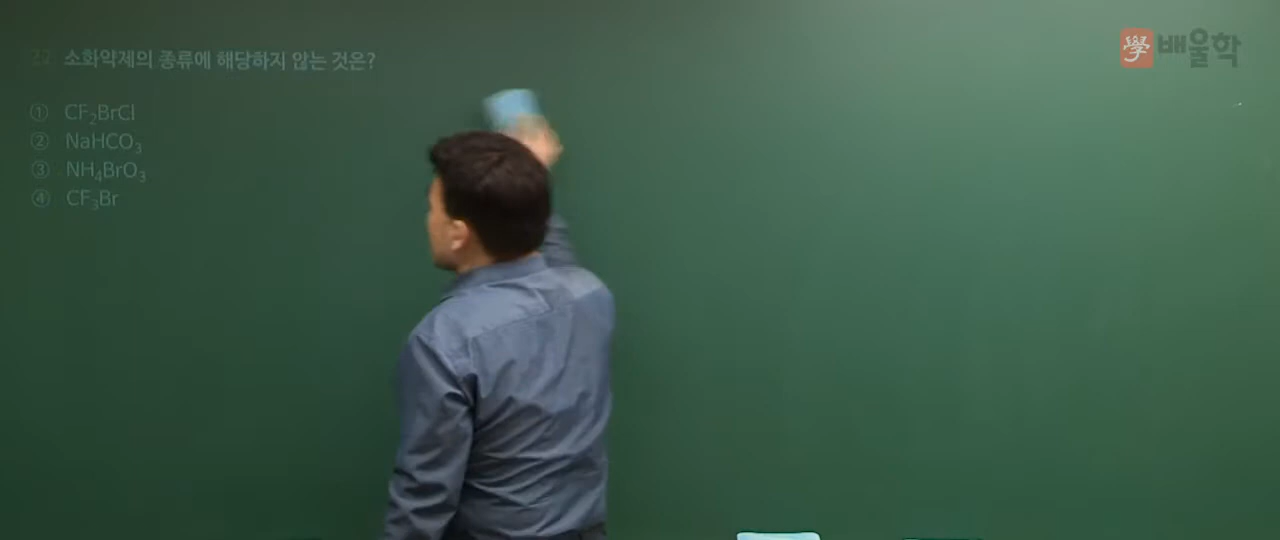 學 배울학
22 소화약제의 종류에 해당하지 않는 것은?
① CF₂BrCl
② NaHCO₃
③ NH₄BrO₃
④ CF₃Br